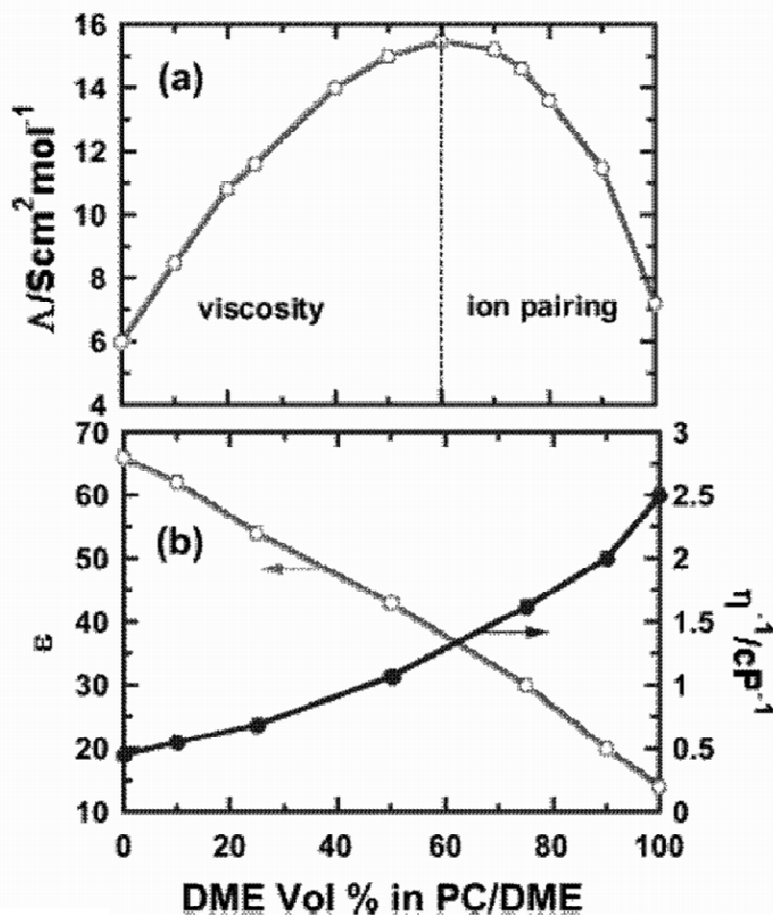 16
14
12
10
8
6
4
Λ/Scm²mol⁻¹
(a)
viscosity
ion pairing
70
60
50
40
30
20
10
ε
(b)
3
2.5
2
1.5
1
0.5
0
η⁻¹/cP⁻¹
0 20 40 60 80 100
DME Vol % in PC/DME